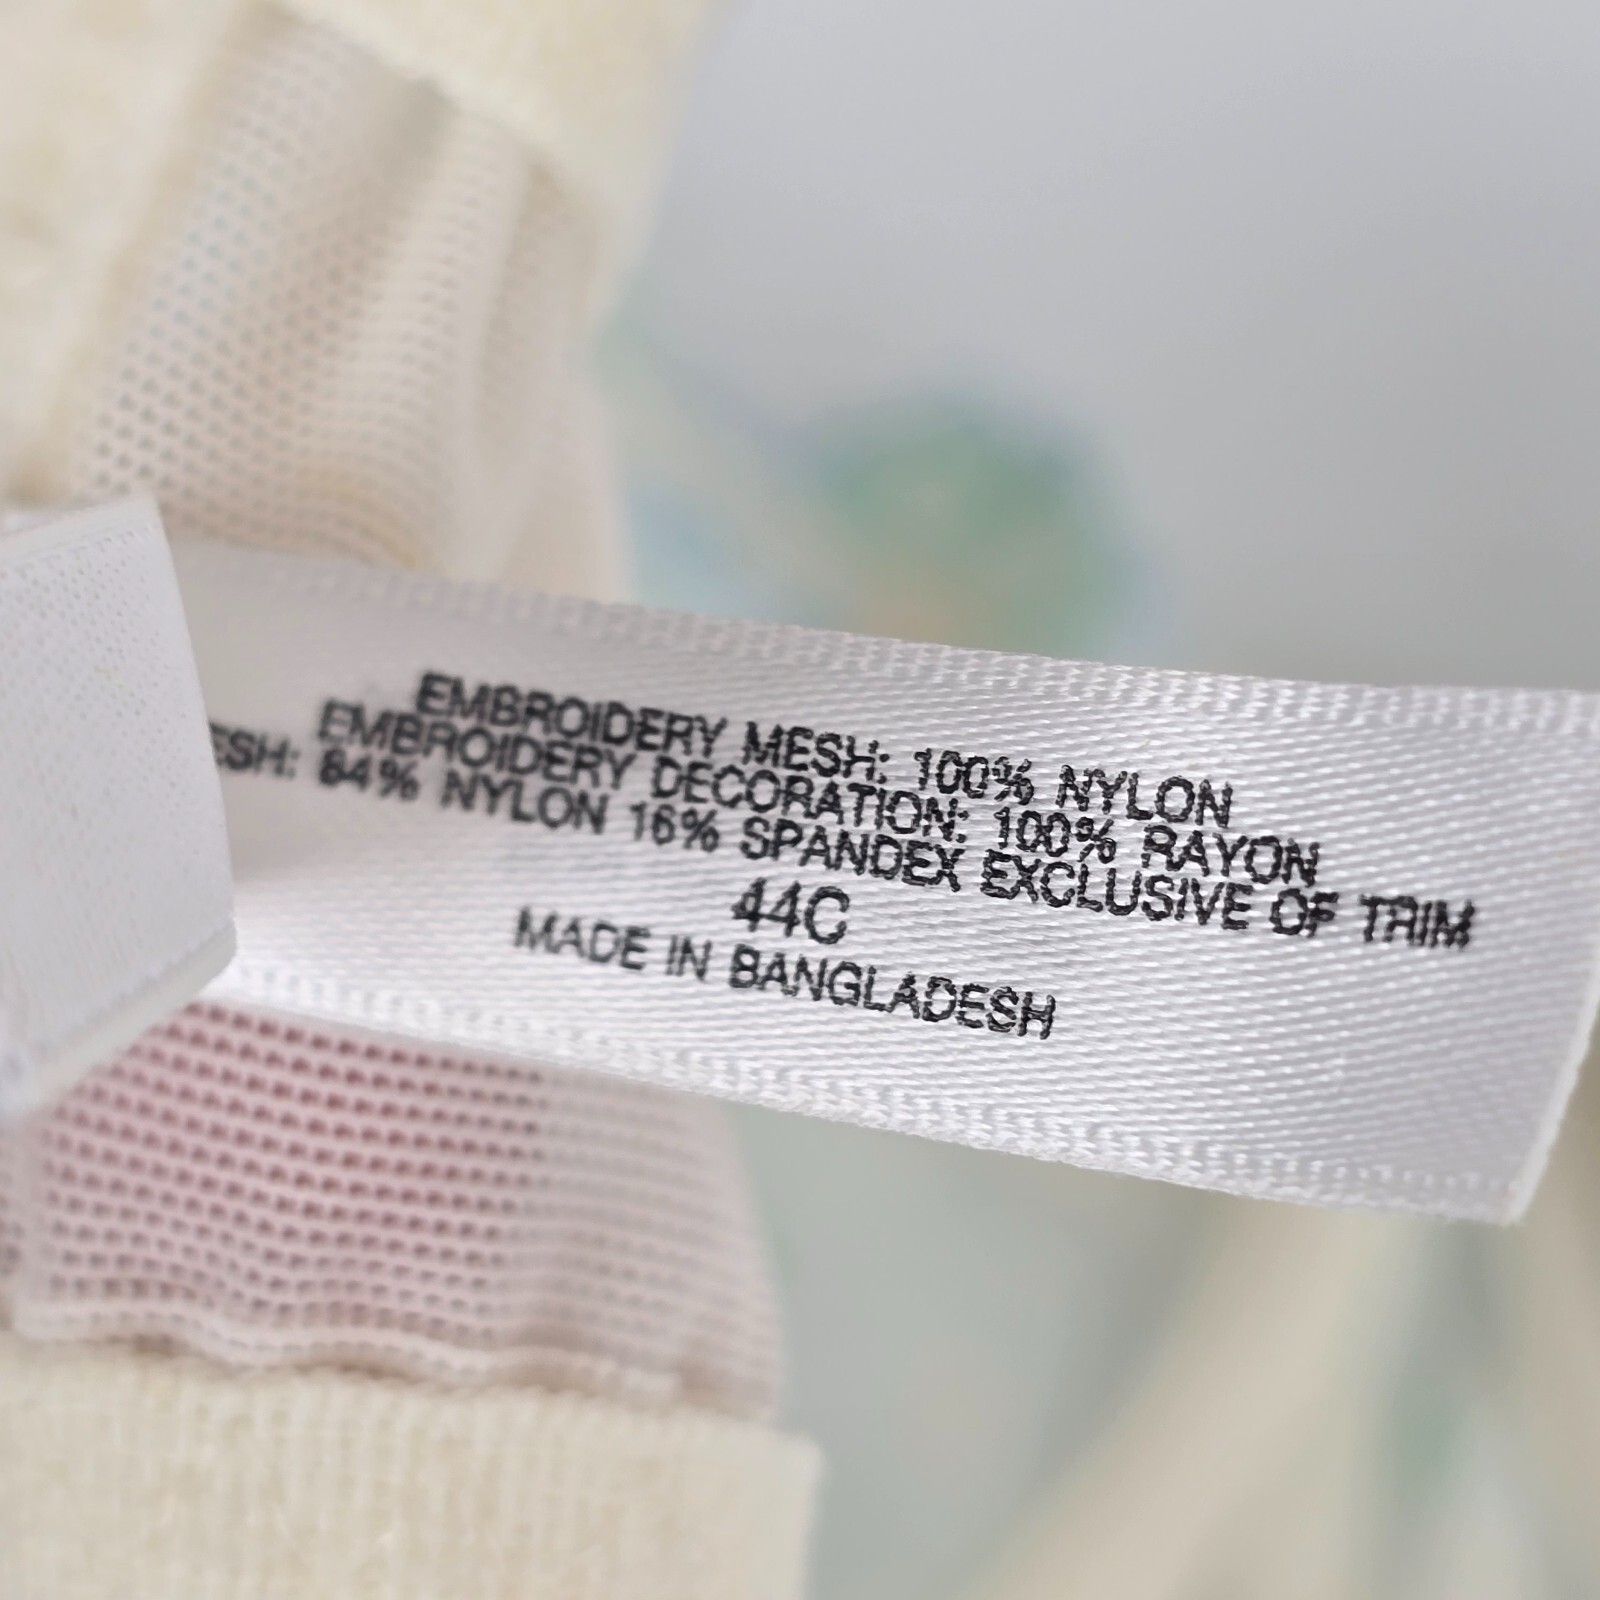 EMBROIDERY MESH: 100% NYLON
EMBROIDERY DECORATION: 100% RAYON
ESH: 84% NYLON 16% SPANDEX EXCLUSIVE OF TRIM
44C
MADE IN BANGLADESH